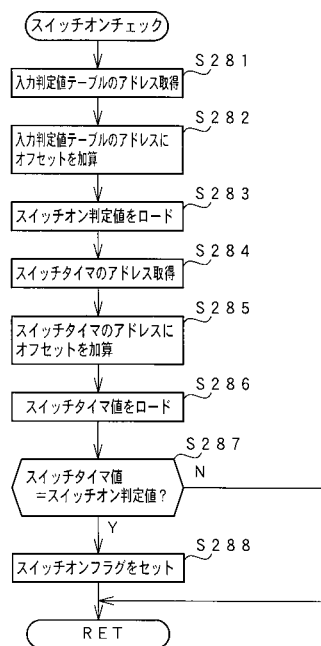 スイッチオンチェック
S281
入力判定値テーブルのアドレス取得
S282
入力判定値テーブルのアドレスに
オフセットを加算
S283
スイッチオン判定値をロード
S284
スイッチタイマのアドレス取得
S285
スイッチタイマのアドレスに
オフセットを加算
S286
スイッチタイマ値をロード
S287
スイッチタイマ値
=スイッチオン判定値?
N
Y
S288
スイッチオンフラグをセット
RET